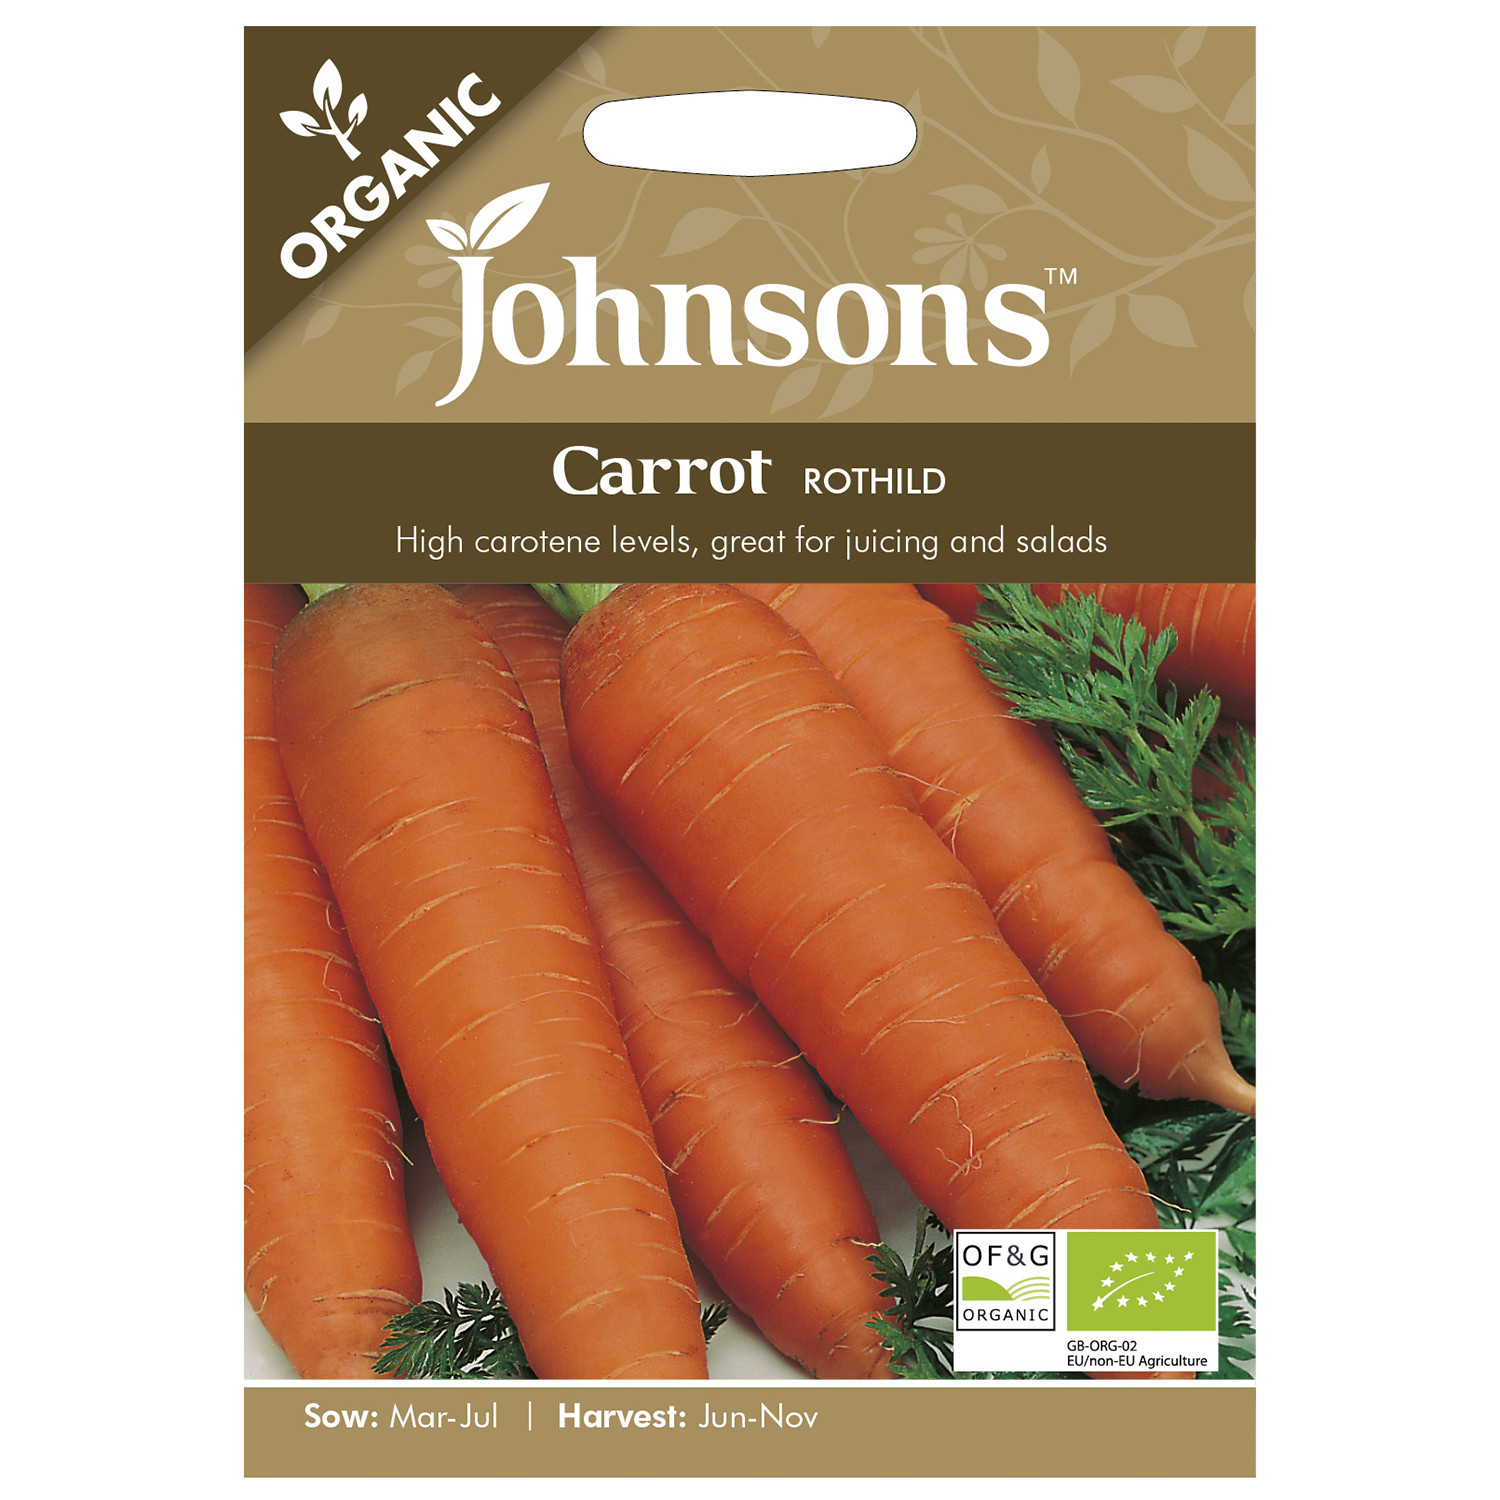 ORGANIC
Johnsons™
Carrot ROTHILD
High carotene levels, great for juicing and salads
OF&G
ORGANIC
GB-ORG-02
EU/non-EU Agriculture
Sow: Mar-Jul | Harvest: Jun-Nov